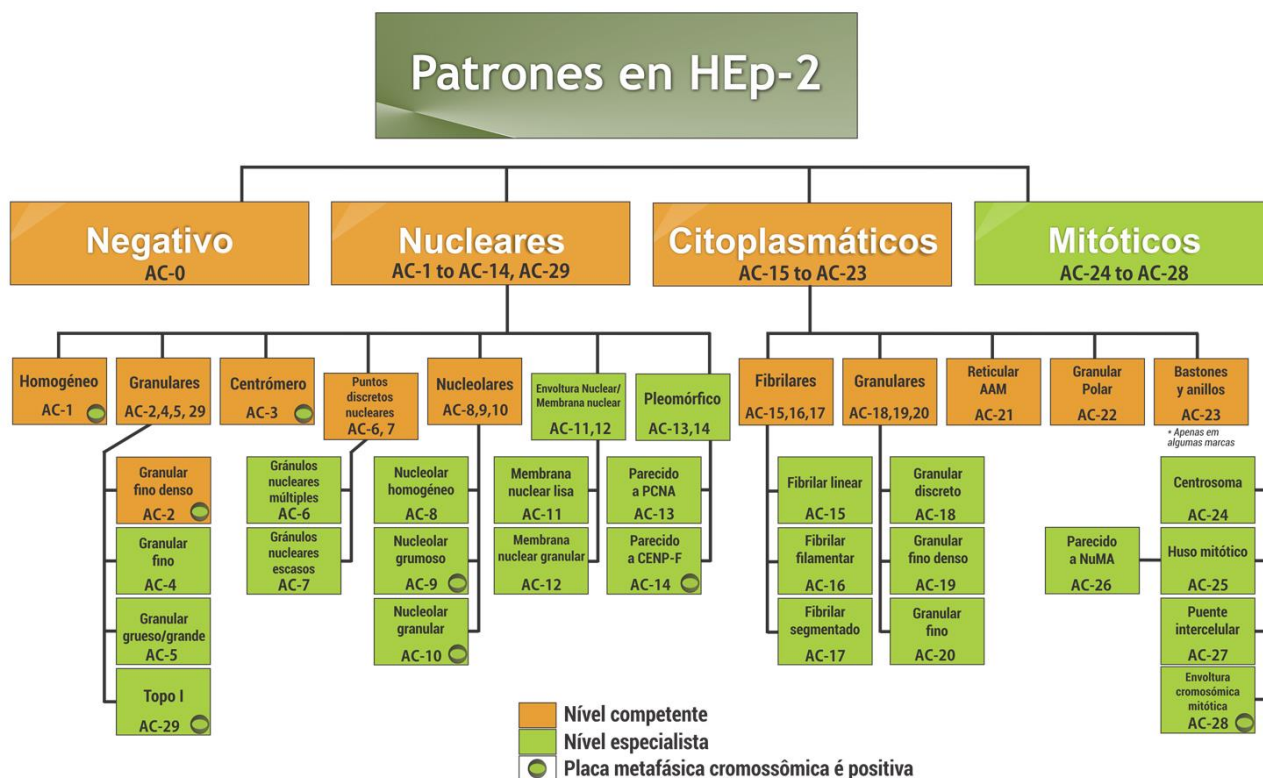 Patrones en HEp-2
Negativo
AC-0
Nucleares
AC-1 to AC-14, AC-29
Citoplasmáticos
AC-15 to AC-23
Mitóticos
AC-24 to AC-28
Homogéneo
AC-1
Granulares
AC-2,4,5, 29
Centrómero
AC-3
Puntos
discretos
nucleares
AC-6, 7
Nucleolares
AC-8,9,10
Envoltura Nuclear/
Membrana nuclear
AC-11,12
Pleomórfico
AC-13,14
Fibrilares
AC-15,16,17
Granulares
AC-18,19,20
Reticular
AAM
AC-21
Granular
Polar
AC-22
Bastones
y anillos
AC-23
* Apenas em
algumas marcas
Granular
fino denso
AC-2
Granular
fino
AC-4
Granular
grueso/grande
AC-5
Topo I
AC-29
Gránulos
nucleares
múltiples
AC-6
Gránulos
nucleares
escasos
AC-7
Nucleolar
homogéneo
AC-8
Nucleolar
grumoso
AC-9
Nucleolar
granular
AC-10
Membrana
nuclear lisa
AC-11
Membrana
nuclear granular
AC-12
Parecido
a PCNA
AC-13
Parecido
a CENP-F
AC-14
Fibrilar linear
AC-15
Fibrilar
filamentar
AC-16
Fibrilar
segmentado
AC-17
Granular
discreto
AC-18
Granular
fino denso
AC-19
Granular
fino
AC-20
Centrosoma
AC-24
Parecido
a NuMA
AC-26
Huso mitótico
AC-25
Puente
intercelular
AC-27
Envoltura
cromosómica
mitótica
AC-28
Nível competente
Nível especialista
Placa metafásica cromossômica é positiva